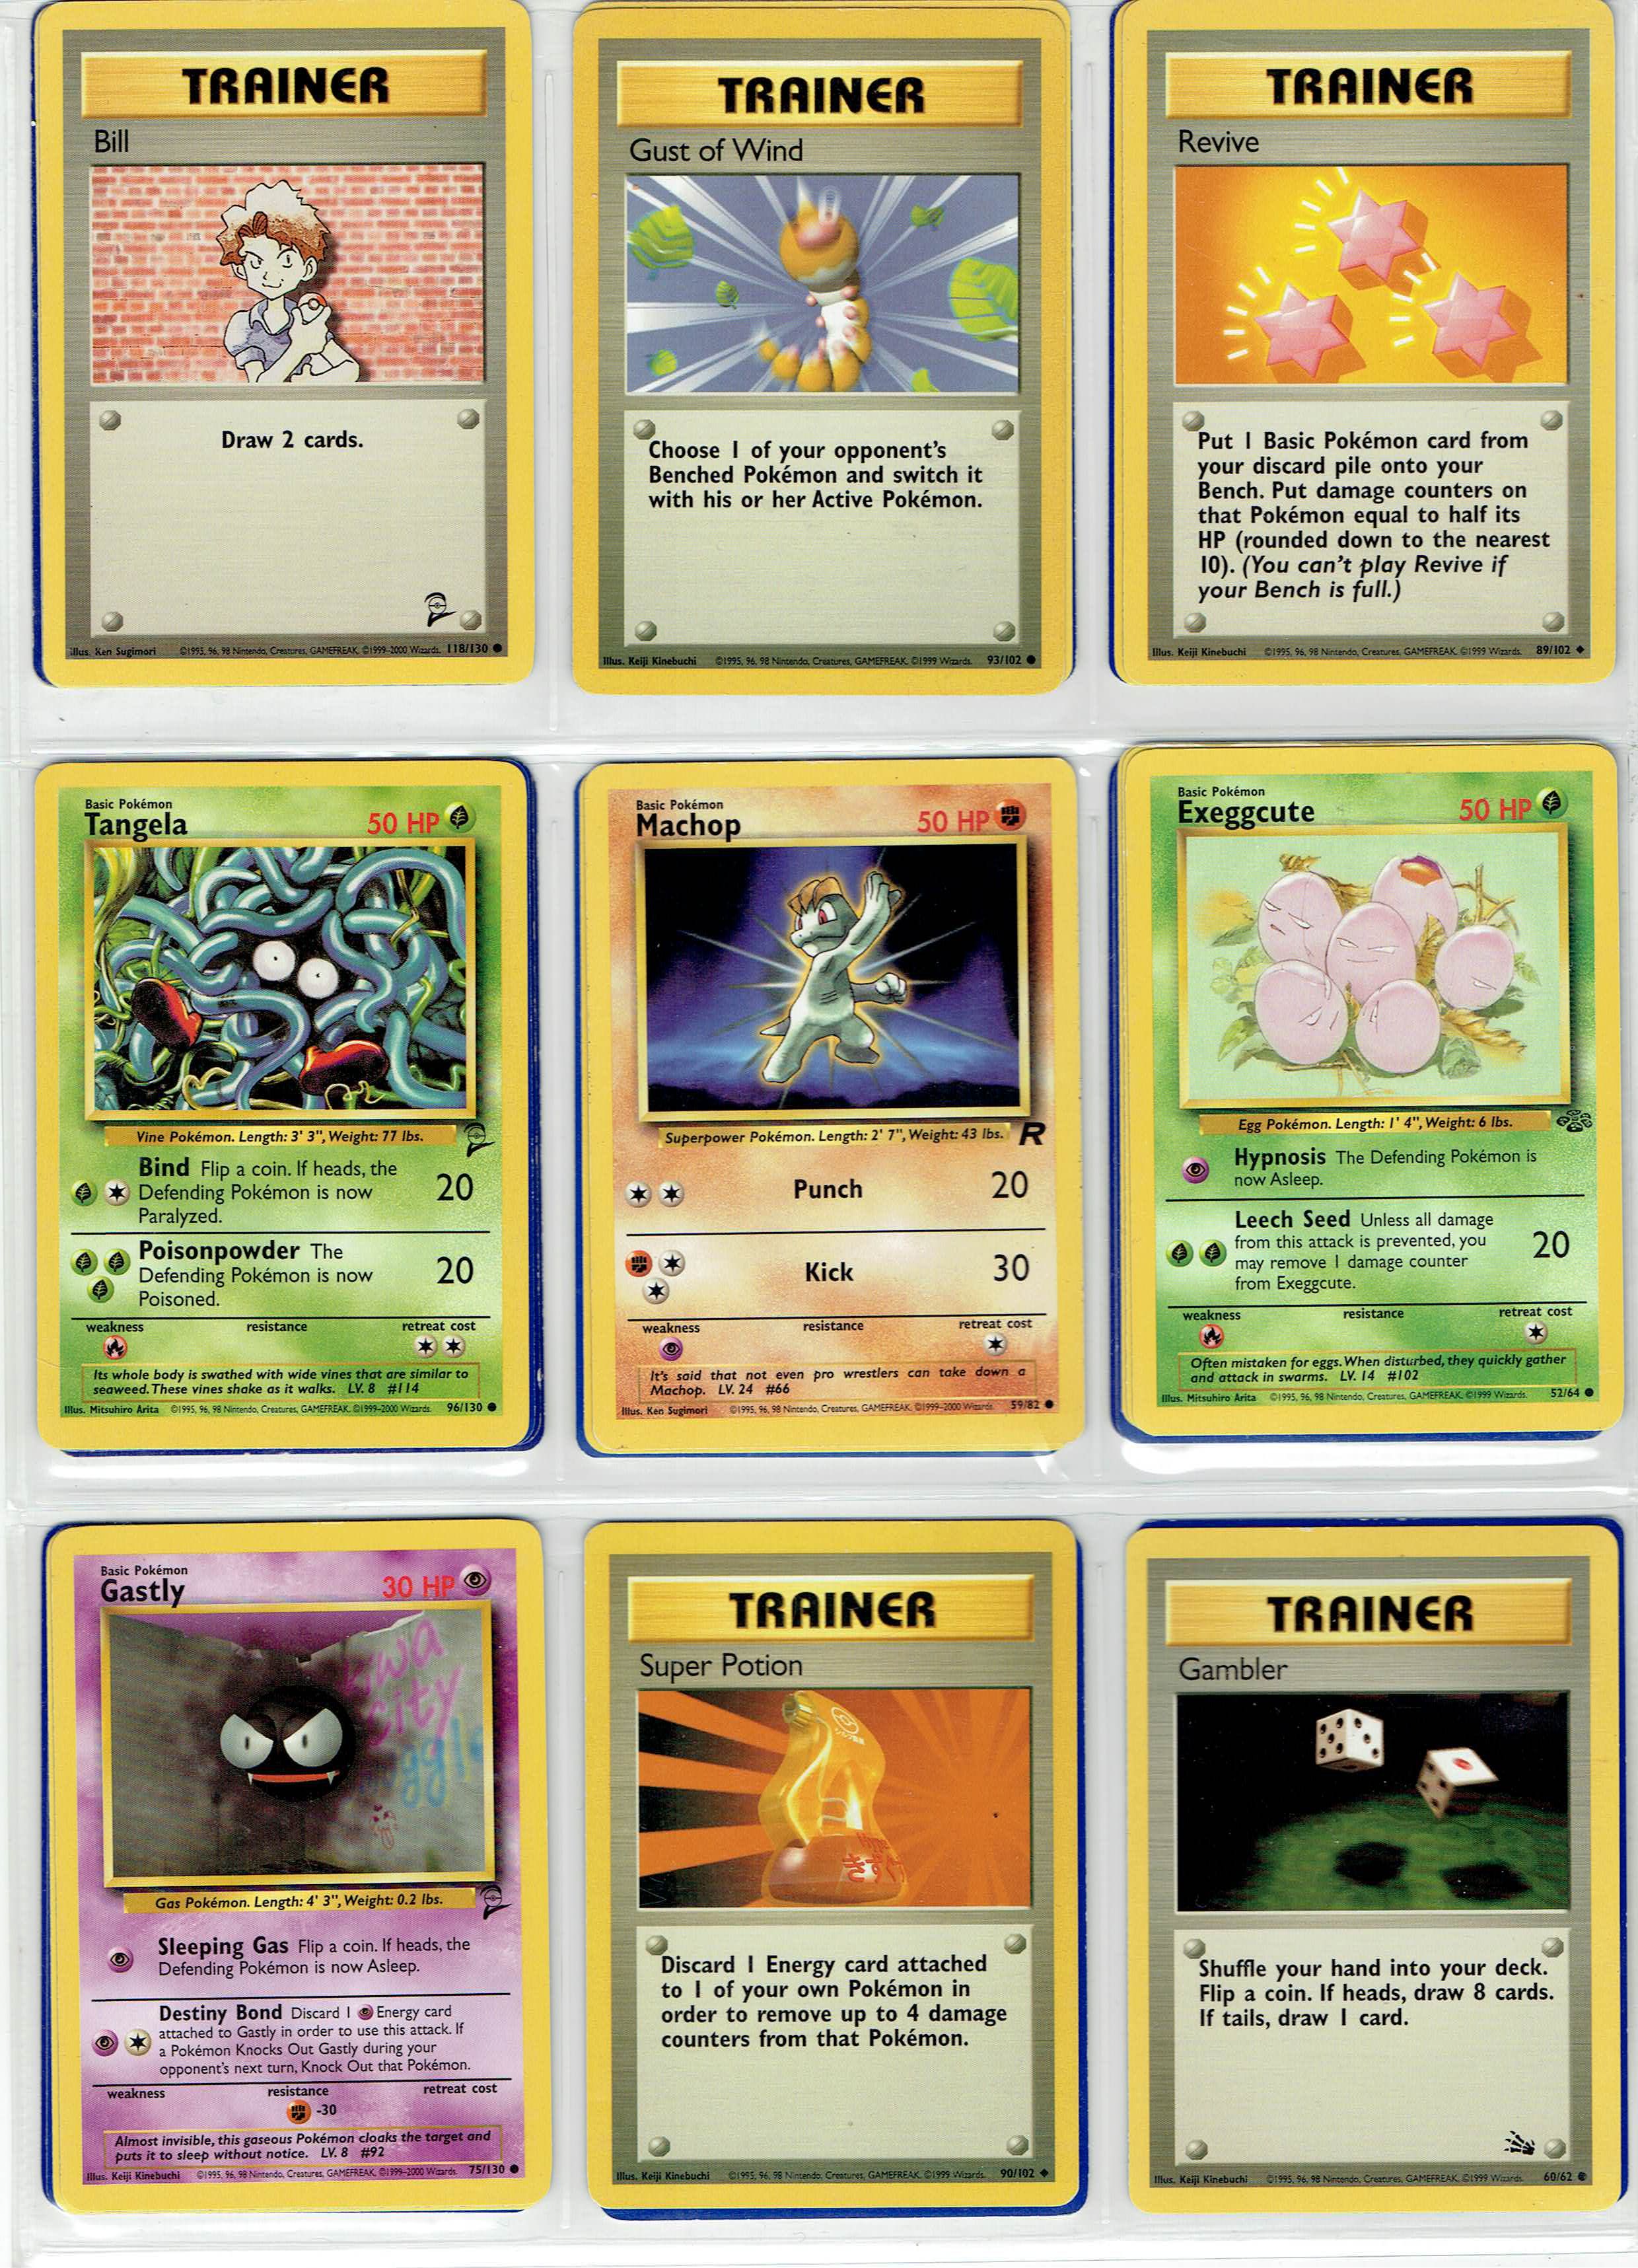 TRAINER
Bill
Draw 2 cards.
Illus. Ken Sugimori ©1995, 96, 98 Nintendo, Creatures, GAMEFREAK. ©1999-2000 Wizards. 118/130
TRAINER
Gust of Wind
Choose 1 of your opponent's
Benched Pokémon and switch it
with his or her Active Pokémon.
Illus. Keiji Kinebuchi ©1995, 96, 98 Nintendo, Creatures, GAMEFREAK. ©1999 Wizards. 93/102
TRAINER
Revive
Put 1 Basic Pokémon card from
your discard pile onto your
Bench. Put damage counters on
that Pokémon equal to half its
HP (rounded down to the nearest
10). (You can't play Revive if
your Bench is full.)
Illus. Keiji Kinebuchi ©1995, 96, 98 Nintendo, Creatures, GAMEFREAK. ©1999 Wizards. 89/102
Basic Pokémon
Tangela 50 HP
Vine Pokémon. Length: 3' 3", Weight: 77 lbs.
Bind Flip a coin. If heads, the
Defending Pokémon is now 20
Paralyzed.
Poisonpowder The
Defending Pokémon is now 20
Poisoned.
weakness resistance retreat cost
Its whole body is swathed with wide vines that are similar to
seaweed. These vines shake as it walks. LV. 8 #114
Illus. Mitsuhiro Arita ©1995, 96, 98 Nintendo, Creatures, GAMEFREAK. ©1999-2000 Wizards. 96/130
Basic Pokémon
Machop 50 HP
Superpower Pokémon. Length: 2' 7", Weight: 43 lbs. R
Punch 20
Kick 30
weakness resistance retreat cost
It's said that not even pro wrestlers can take down a
Machop. LV. 24 #66
Illus. Ken Sugimori ©1995, 96, 98 Nintendo, Creatures, GAMEFREAK. ©1999-2000 Wizards. 59/82
Basic Pokémon
Exeggcute 50 HP
Egg Pokémon. Length: 1' 4", Weight: 6 lbs.
Hypnosis The Defending Pokémon is
now Asleep.
Leech Seed Unless all damage
from this attack is prevented, you 20
may remove 1 damage counter
from Exeggcute.
weakness resistance retreat cost
Often mistaken for eggs. When disturbed, they quickly gather
and attack in swarms. LV. 14 #102
Illus. Mitsuhiro Arita ©1995, 96, 98 Nintendo, Creatures, GAMEFREAK. ©1999 Wizards. 52/64
Basic Pokémon
Gastly 30 HP
city
Gas Pokémon. Length: 4' 3", Weight: 0.2 lbs.
Sleeping Gas Flip a coin. If heads, the
Defending Pokémon is now Asleep.
Destiny Bond Discard 1 Energy card
attached to Gastly in order to use this attack. If
a Pokémon Knocks Out Gastly during your
opponent's next turn, Knock Out that Pokémon.
weakness resistance retreat cost
-30
Almost invisible, this gaseous Pokémon cloaks the target and
puts it to sleep without notice. LV. 8 #92
Illus. Keiji Kinebuchi ©1995, 96, 98 Nintendo, Creatures, GAMEFREAK. ©1999-2000 Wizards. 75/130
TRAINER
Super Potion
Discard 1 Energy card attached
to 1 of your own Pokémon in
order to remove up to 4 damage
counters from that Pokémon.
Illus. Keiji Kinebuchi ©1995, 96, 98 Nintendo, Creatures, GAMEFREAK. ©1999 Wizards. 90/102
TRAINER
Gambler
Shuffle your hand into your deck.
Flip a coin. If heads, draw 8 cards.
If tails, draw 1 card.
Illus. Keiji Kinebuchi ©1995, 96, 98 Nintendo, Creatures, GAMEFREAK. ©1999 Wizards. 60/62